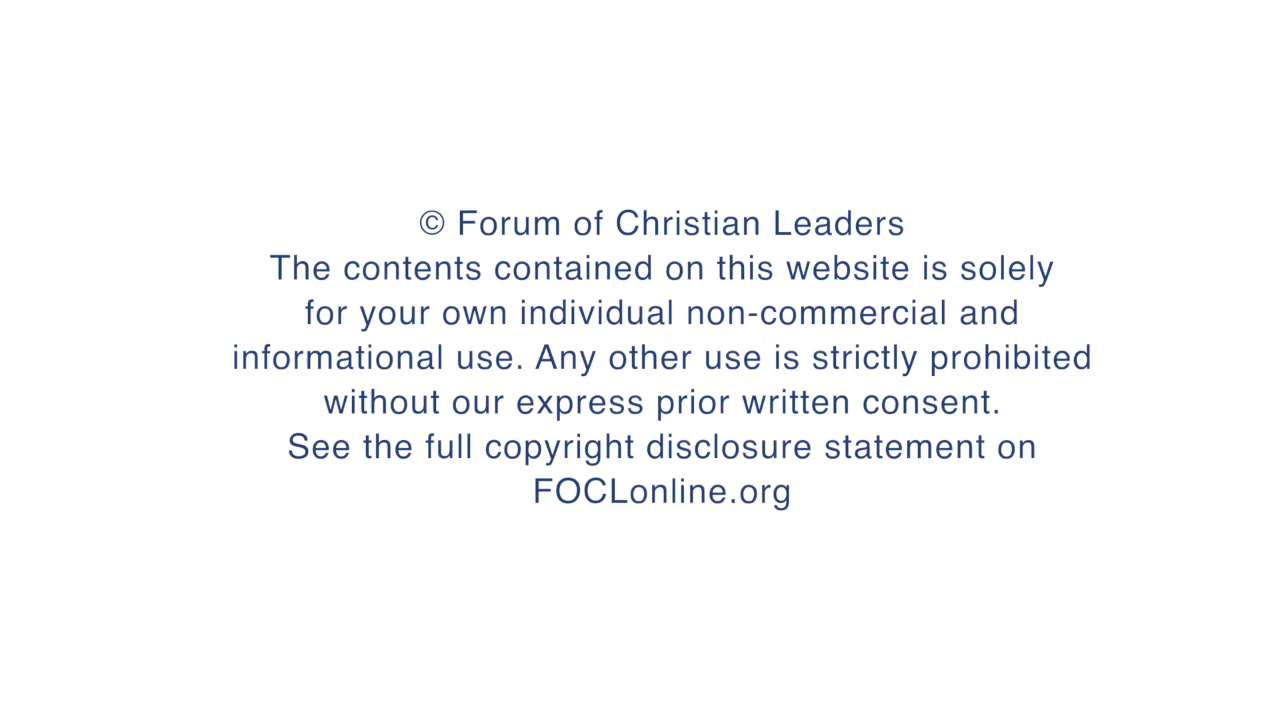 © Forum of Christian Leaders
The contents contained on this website is solely
for your own individual non-commercial and
informational use. Any other use is strictly prohibited
without our express prior written consent.
See the full copyright disclosure statement on
FOCLonline.org